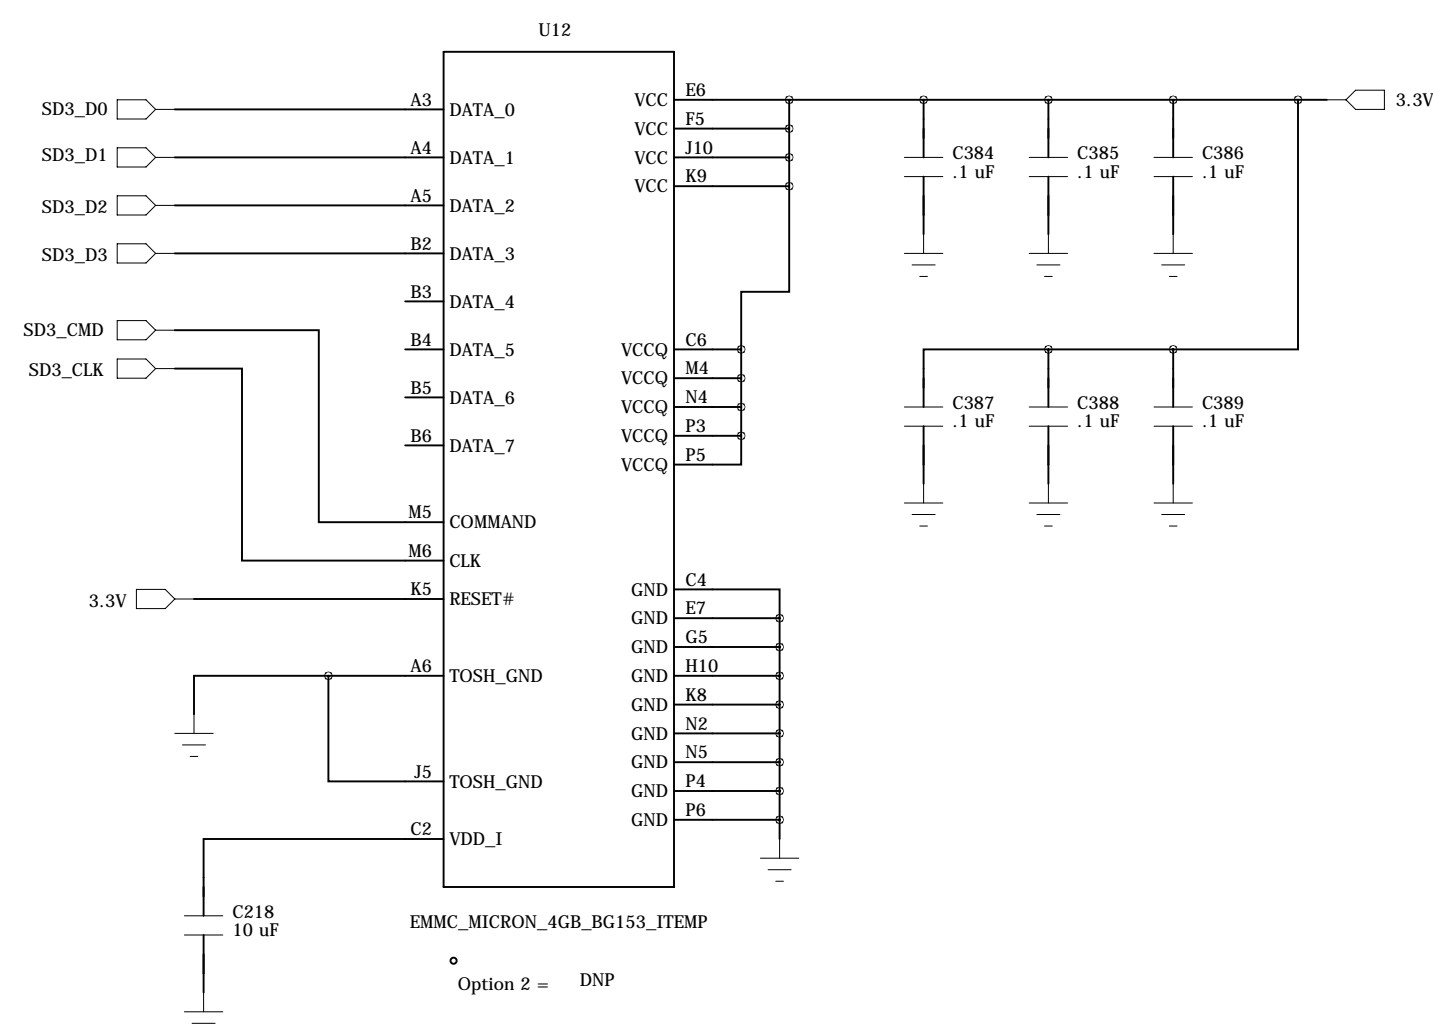 U12
SD3_D0
A3
DATA_0
SD3_D1
A4
DATA_1
SD3_D2
A5
DATA_2
SD3_D3
B2
DATA_3
B3
DATA_4
SD3_CMD
B4
DATA_5
SD3_CLK
B5
DATA_6
B6
DATA_7
M5
COMMAND
M6
CLK
3.3V
K5
RESET#
A6
TOSH_GND
J5
TOSH_GND
C2
VDD_I
C218
10 uF
VCC
E6
VCC
F5
VCC
J10
VCC
K9
VCCQ
C6
VCCQ
M4
VCCQ
N4
VCCQ
P3
VCCQ
P5
GND
C4
GND
E7
GND
G5
GND
H10
GND
K8
GND
N2
GND
N5
GND
P4
GND
P6
3.3V
C384
.1 uF
C385
.1 uF
C386
.1 uF
C387
.1 uF
C388
.1 uF
C389
.1 uF
EMMC_MICRON_4GB_BG153_ITEMP
Option 2 = DNP